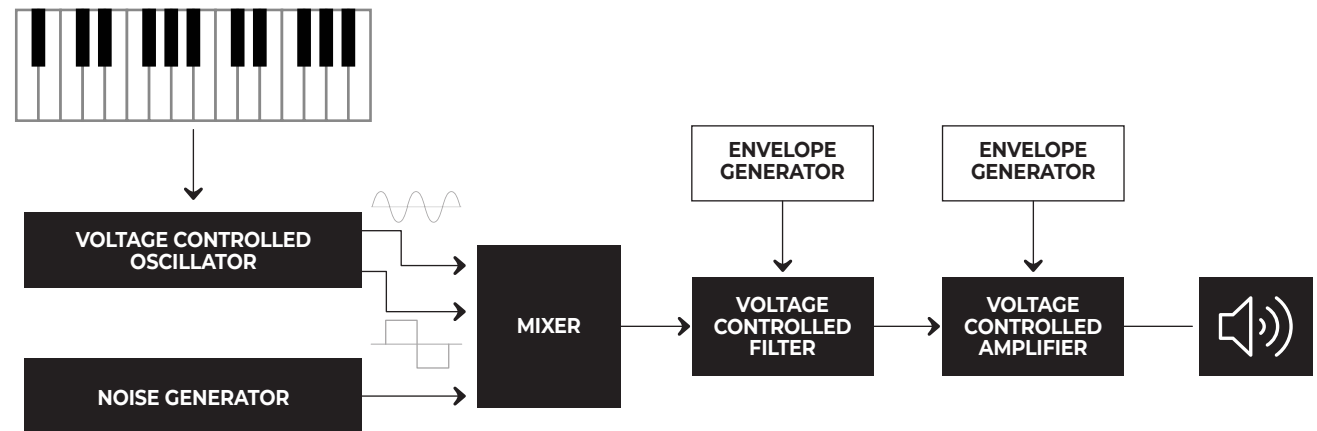 ENVELOPE
GENERATOR
ENVELOPE
GENERATOR
VOLTAGE CONTROLLED
OSCILLATOR
MIXER
VOLTAGE
CONTROLLED
FILTER
VOLTAGE
CONTROLLED
AMPLIFIER
NOISE GENERATOR